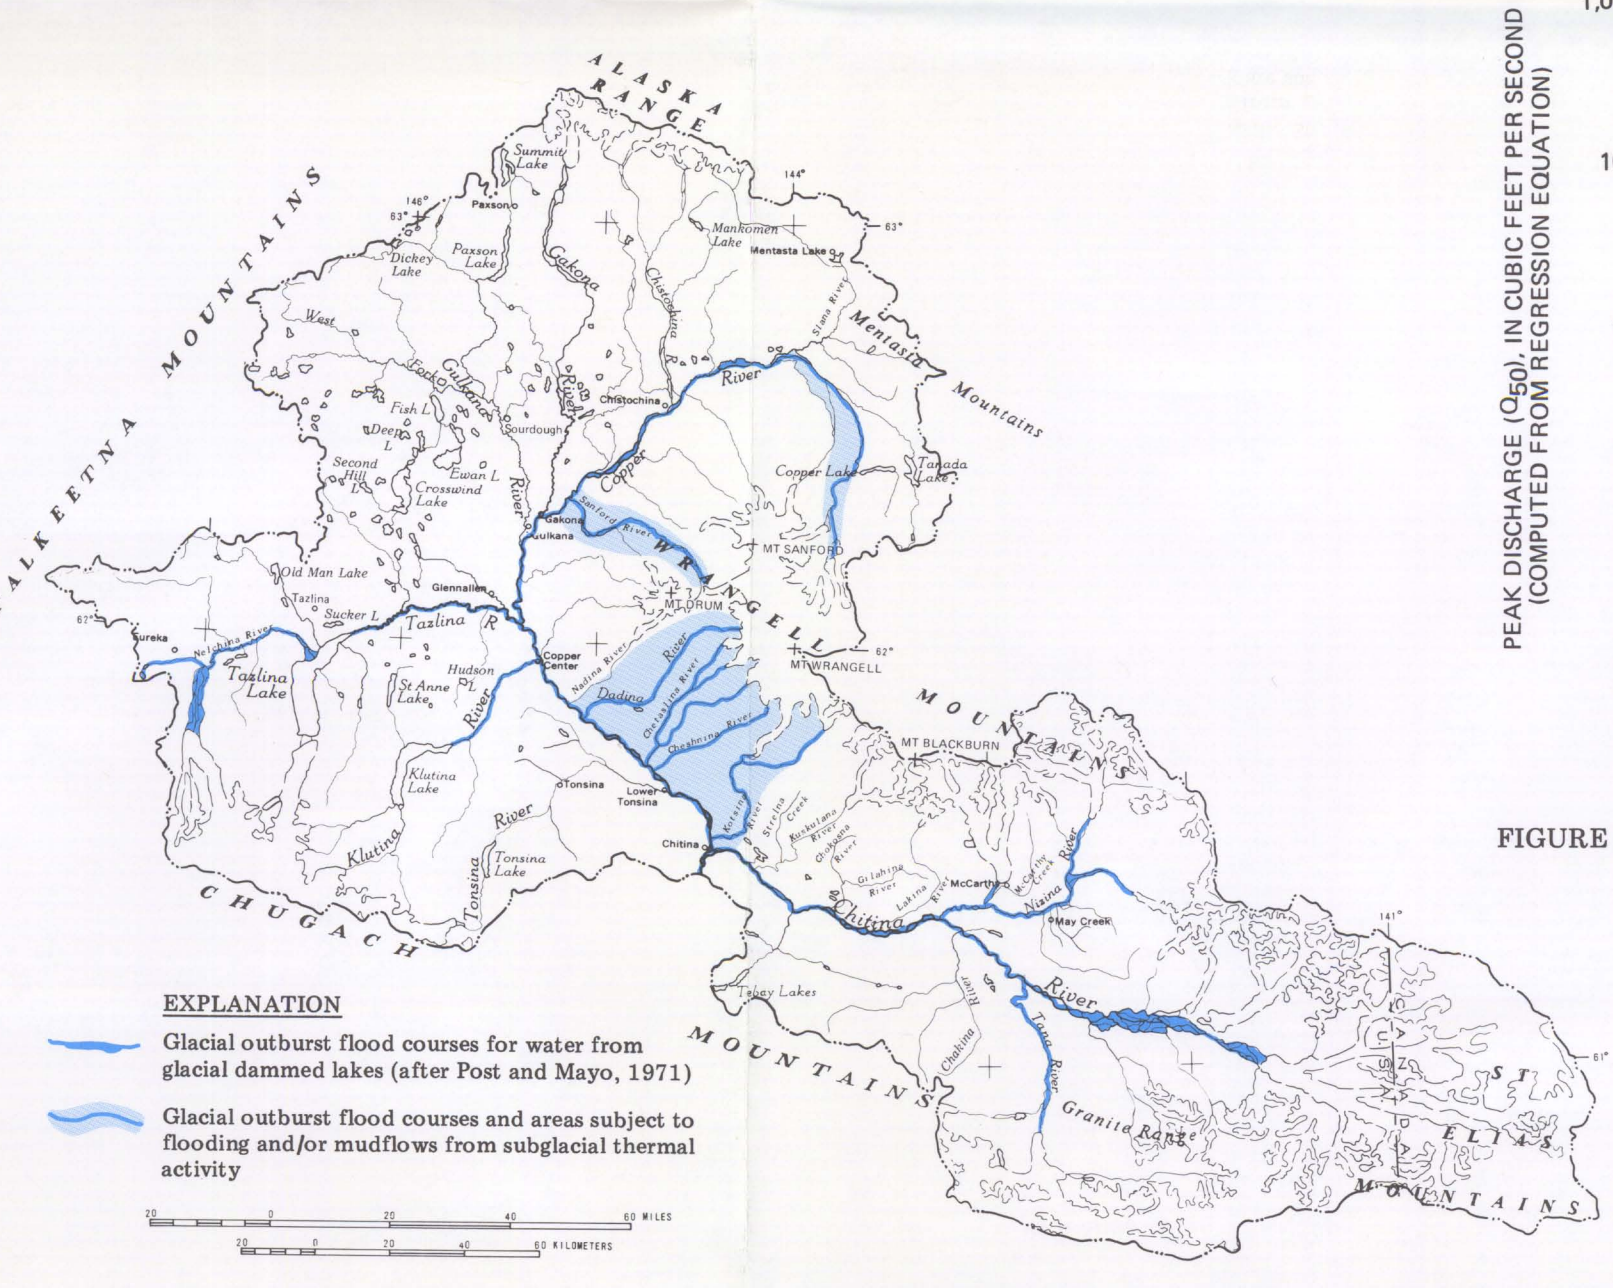 ALASKA
RANGE
TALKEETNA MOUNTAINS
Summit
Lake
146°
63°
Paxson
144°
63°
Mankomen
Lake
Mentasta Lake
Dickey
Lake
Paxson
Lake
Gakona
River
Chistochina R
Slana River
Mentasta
Mountains
West
Fork
Gulkana
River
Fish L
Deep
L
Chistochina
River
Sourdough
Second
Hill
L
Ewan L
Crosswind
Lake
Copper
Copper Lake
Tanada
Lake
Gakona
Gulkana
Sanford River
WRANGELL
MOUNTAINS
MT SANFORD
Old Man Lake
Tazlina
Sucker L
Glennallen
Tazlina R
MT DRUM
62°
Eureka
Nelchina River
Tazlina
Lake
Hudson
L
St Anne
Lake
Copper
Center
Nadina River
River
Dadina
Chetaslina River
Cheshnina River
62°
MT WRANGELL
MT BLACKBURN
River
Klutina
Lake
Tonsina
Lower
Tonsina
River
Klutina
Tonsina
Lake
Tonsina
Chitina
Kotsina
River
Strelna
Creek
Kuskulana
River
Chokosna
River
Gilahina
River
Lakina
River
McCarthy
McCarthy
Creek
River
Nizina
May Creek
Chitina
River
CHUGACH
MOUNTAINS
Tebay Lakes
River
Chakina
Tana River
Granite Range
141°
U.S.A.
CANADA
61°
ST
ELIAS
MOUNTAINS
EXPLANATION
Glacial outburst flood courses for water from
glacial dammed lakes (after Post and Mayo, 1971)
Glacial outburst flood courses and areas subject to
flooding and/or mudflows from subglacial thermal
activity
20 0 20 40 60 MILES
20 0 20 40 60 KILOMETERS
PEAK DISCHARGE (Q50), IN CUBIC FEET PER SECOND
(COMPUTED FROM REGRESSION EQUATION)
FIGURE